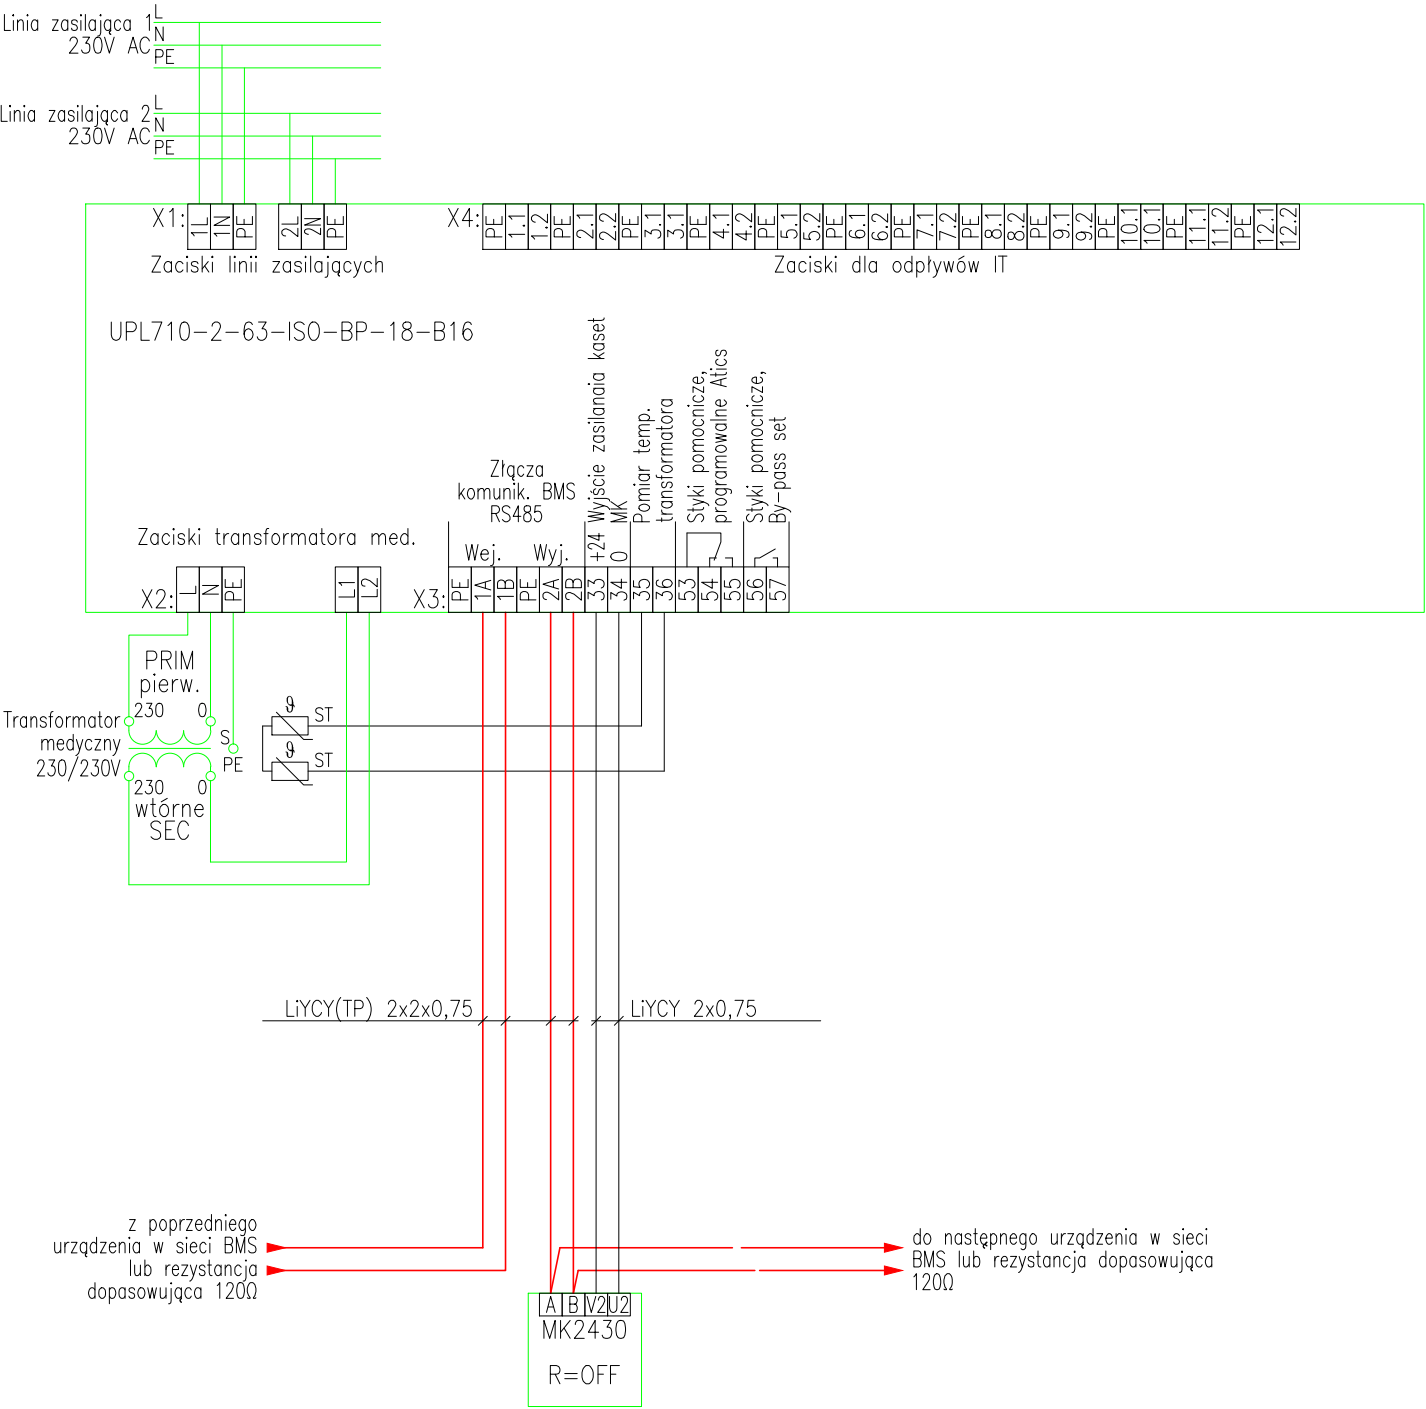 Linia zasilająca 1
230V AC
L
N
PE
Linia zasilająca 2
230V AC
L
N
PE
X1: 1L 1N PE 2L 2N PE
Zaciski linii zasilających
X4: PE 1.1 1.2 PE 2.1 2.2 PE 3.1 3.1 PE 4.1 4.2 PE 5.1 5.2 PE 6.1 6.2 PE 7.1 7.2 PE 8.1 8.2 PE 9.1 9.2 PE 10.1 10.1 PE 11.1 11.2 PE 12.1 12.2
Zaciski dla odpływów IT
UPL710-2-63-ISO-BP-18-B16
Złącza
komunik. BMS
RS485
Wej. Wyj.
+24 Wyjście zasilanaia kaset
0 MK
Pomiar temp.
transformatora
Styki pomocnicze,
programowalne Atics
Styki pomocnicze,
By-pass set
Zaciski transformatora med.
X2: L N PE L1 L2
X3: PE 1A 1B PE 2A 2B 33 34 35 36 53 54 55 56 57
PRIM
pierw.
230 0
Transformator
medyczny
230/230V
S
PE
230 0
wtórne
SEC
ϑ ST
ϑ ST
LiYCY(TP) 2x2x0,75
LiYCY 2x0,75
z poprzedniego
urządzenia w sieci BMS
lub rezystancja
dopasowująca 120Ω
do następnego urządzenia w sieci
BMS lub rezystancja dopasowująca
120Ω
A B V2 U2
MK2430
R=OFF